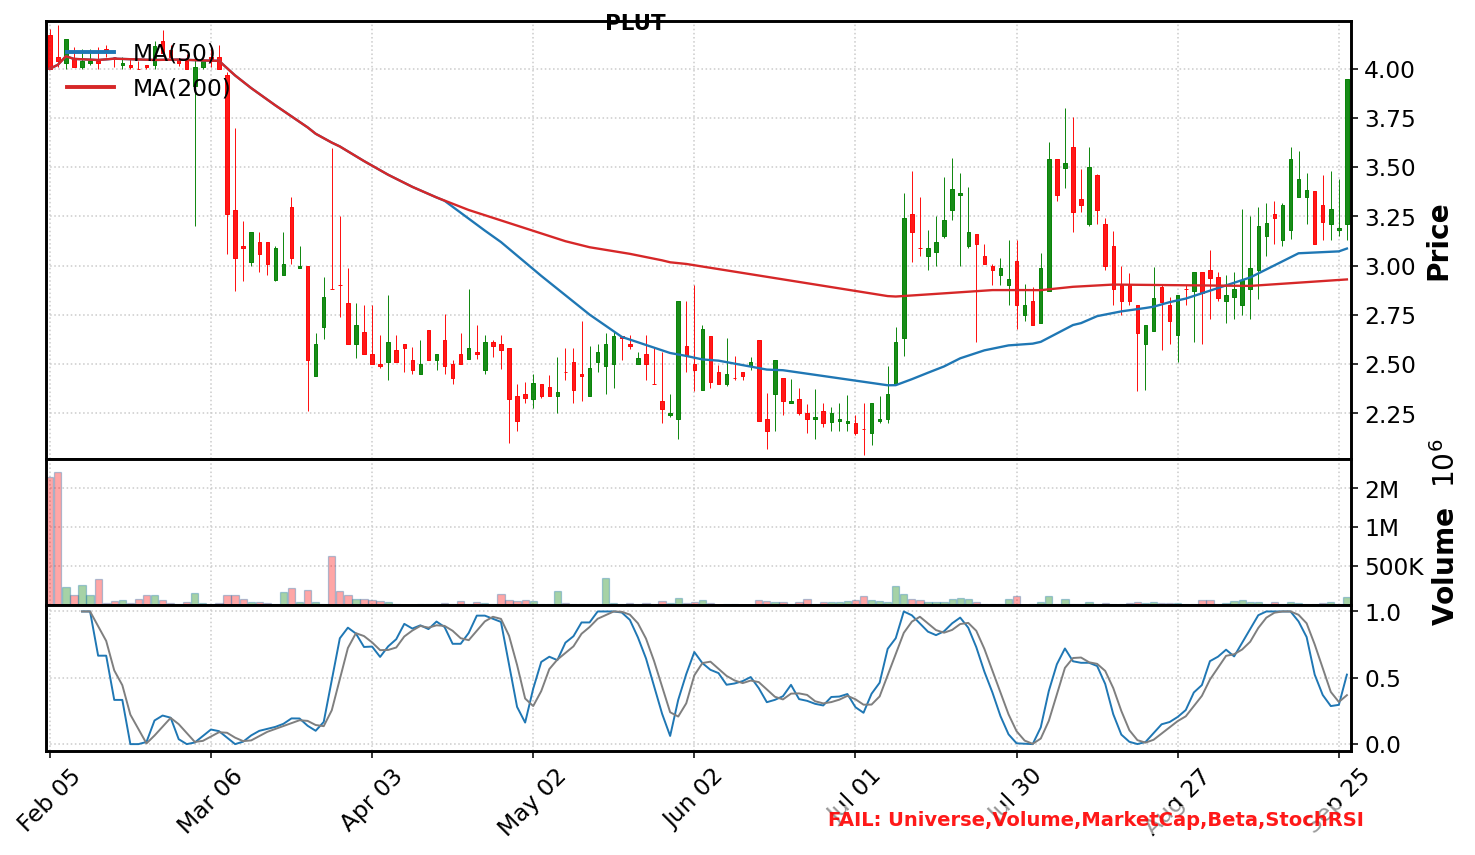 PLUT
MA(50)
MA(200)
4.00
3.75
3.50
3.25
3.00
2.75
2.50
2.25
Price
2M
1M
500K
Volume 10^6
1.0
0.5
0.0
Feb 05
Mar 06
Apr 03
May 02
Jun 02
Jul 01
Jul 30
Aug 27
Sep 25
FAIL: Universe,Volume,MarketCap,Beta,StochRSI